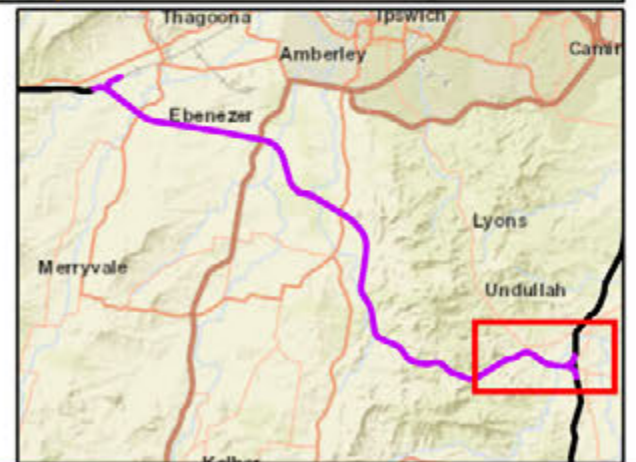 Thagoona
Ipswich
Amberley
Ebenezer
Lyons
Merryvale
Undullah